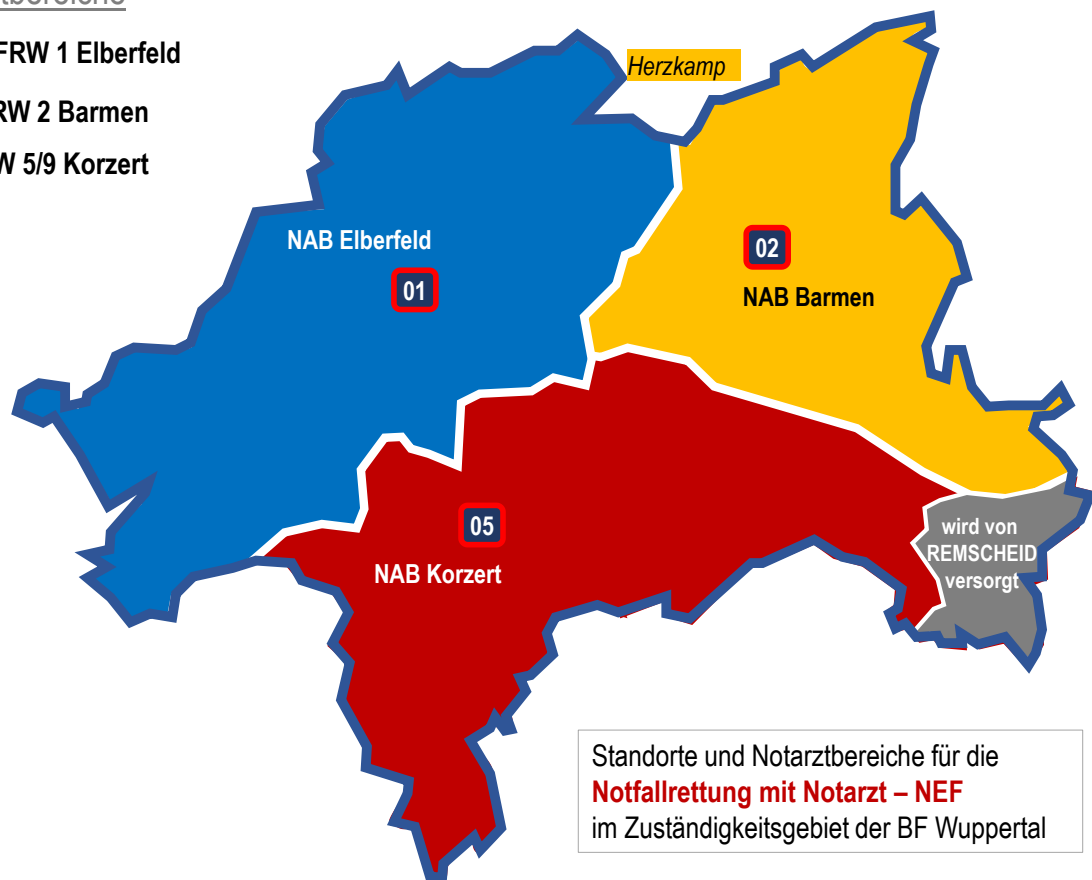 FRW 1 Elberfeld
RW 2 Barmen
W 5/9 Korzert
Herzkamp
NAB Elberfeld
01
02
NAB Barmen
05
NAB Korzert
wird von
REMSCHEID
versorgt
Standorte und Notarztbereiche für die
Notfallrettung mit Notarzt – NEF
im Zuständigkeitsgebiet der BF Wuppertal